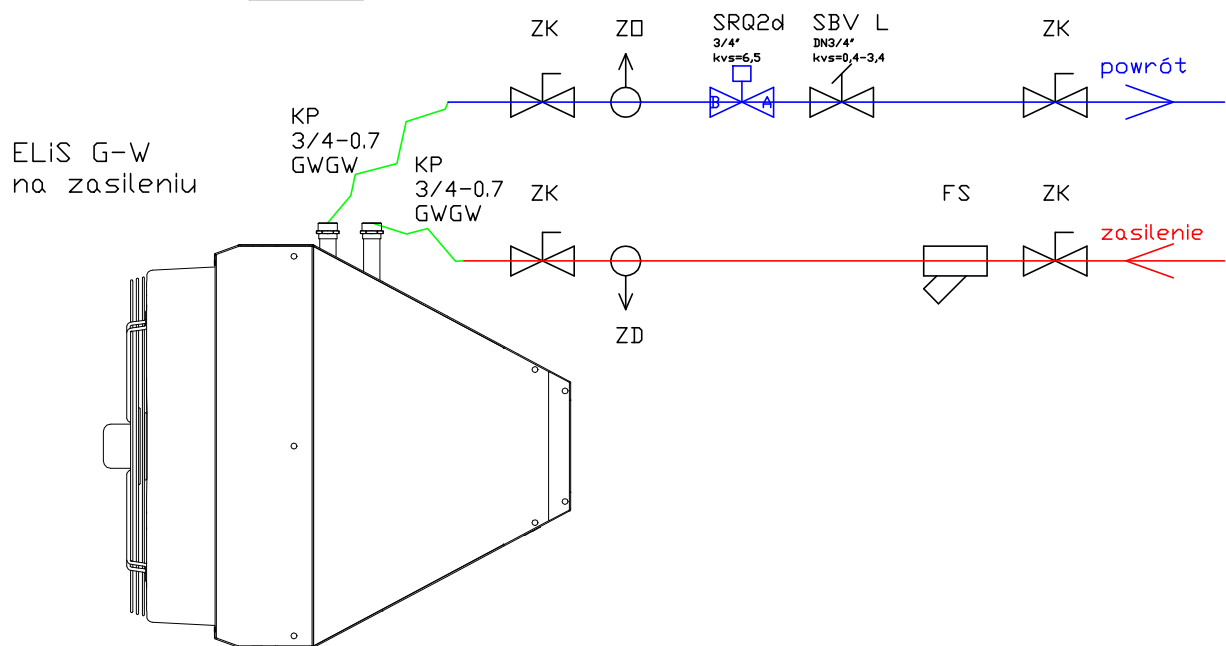 ZK
ZO
SRQ2d
3/4"
kvs=6,5
SBV L
DN3/4"
kvs=0,4-3,4
ZK
powrót
B
A
KP
3/4-0.7
GWGW
ELiS G-W
na zasileniu
KP
3/4-0.7
GWGW
ZK
FS
ZK
zasilenie
ZD